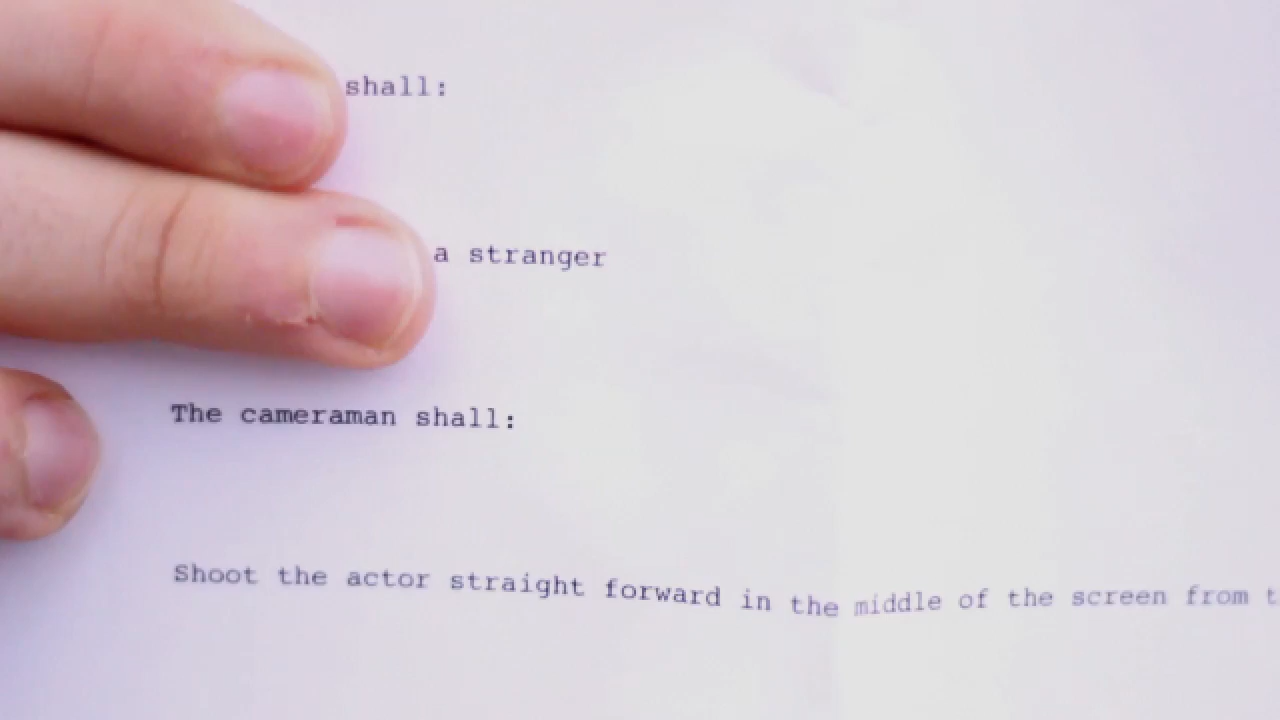 shall:
a stranger
The cameraman shall:
Shoot the actor straight forward in the middle of the screen from